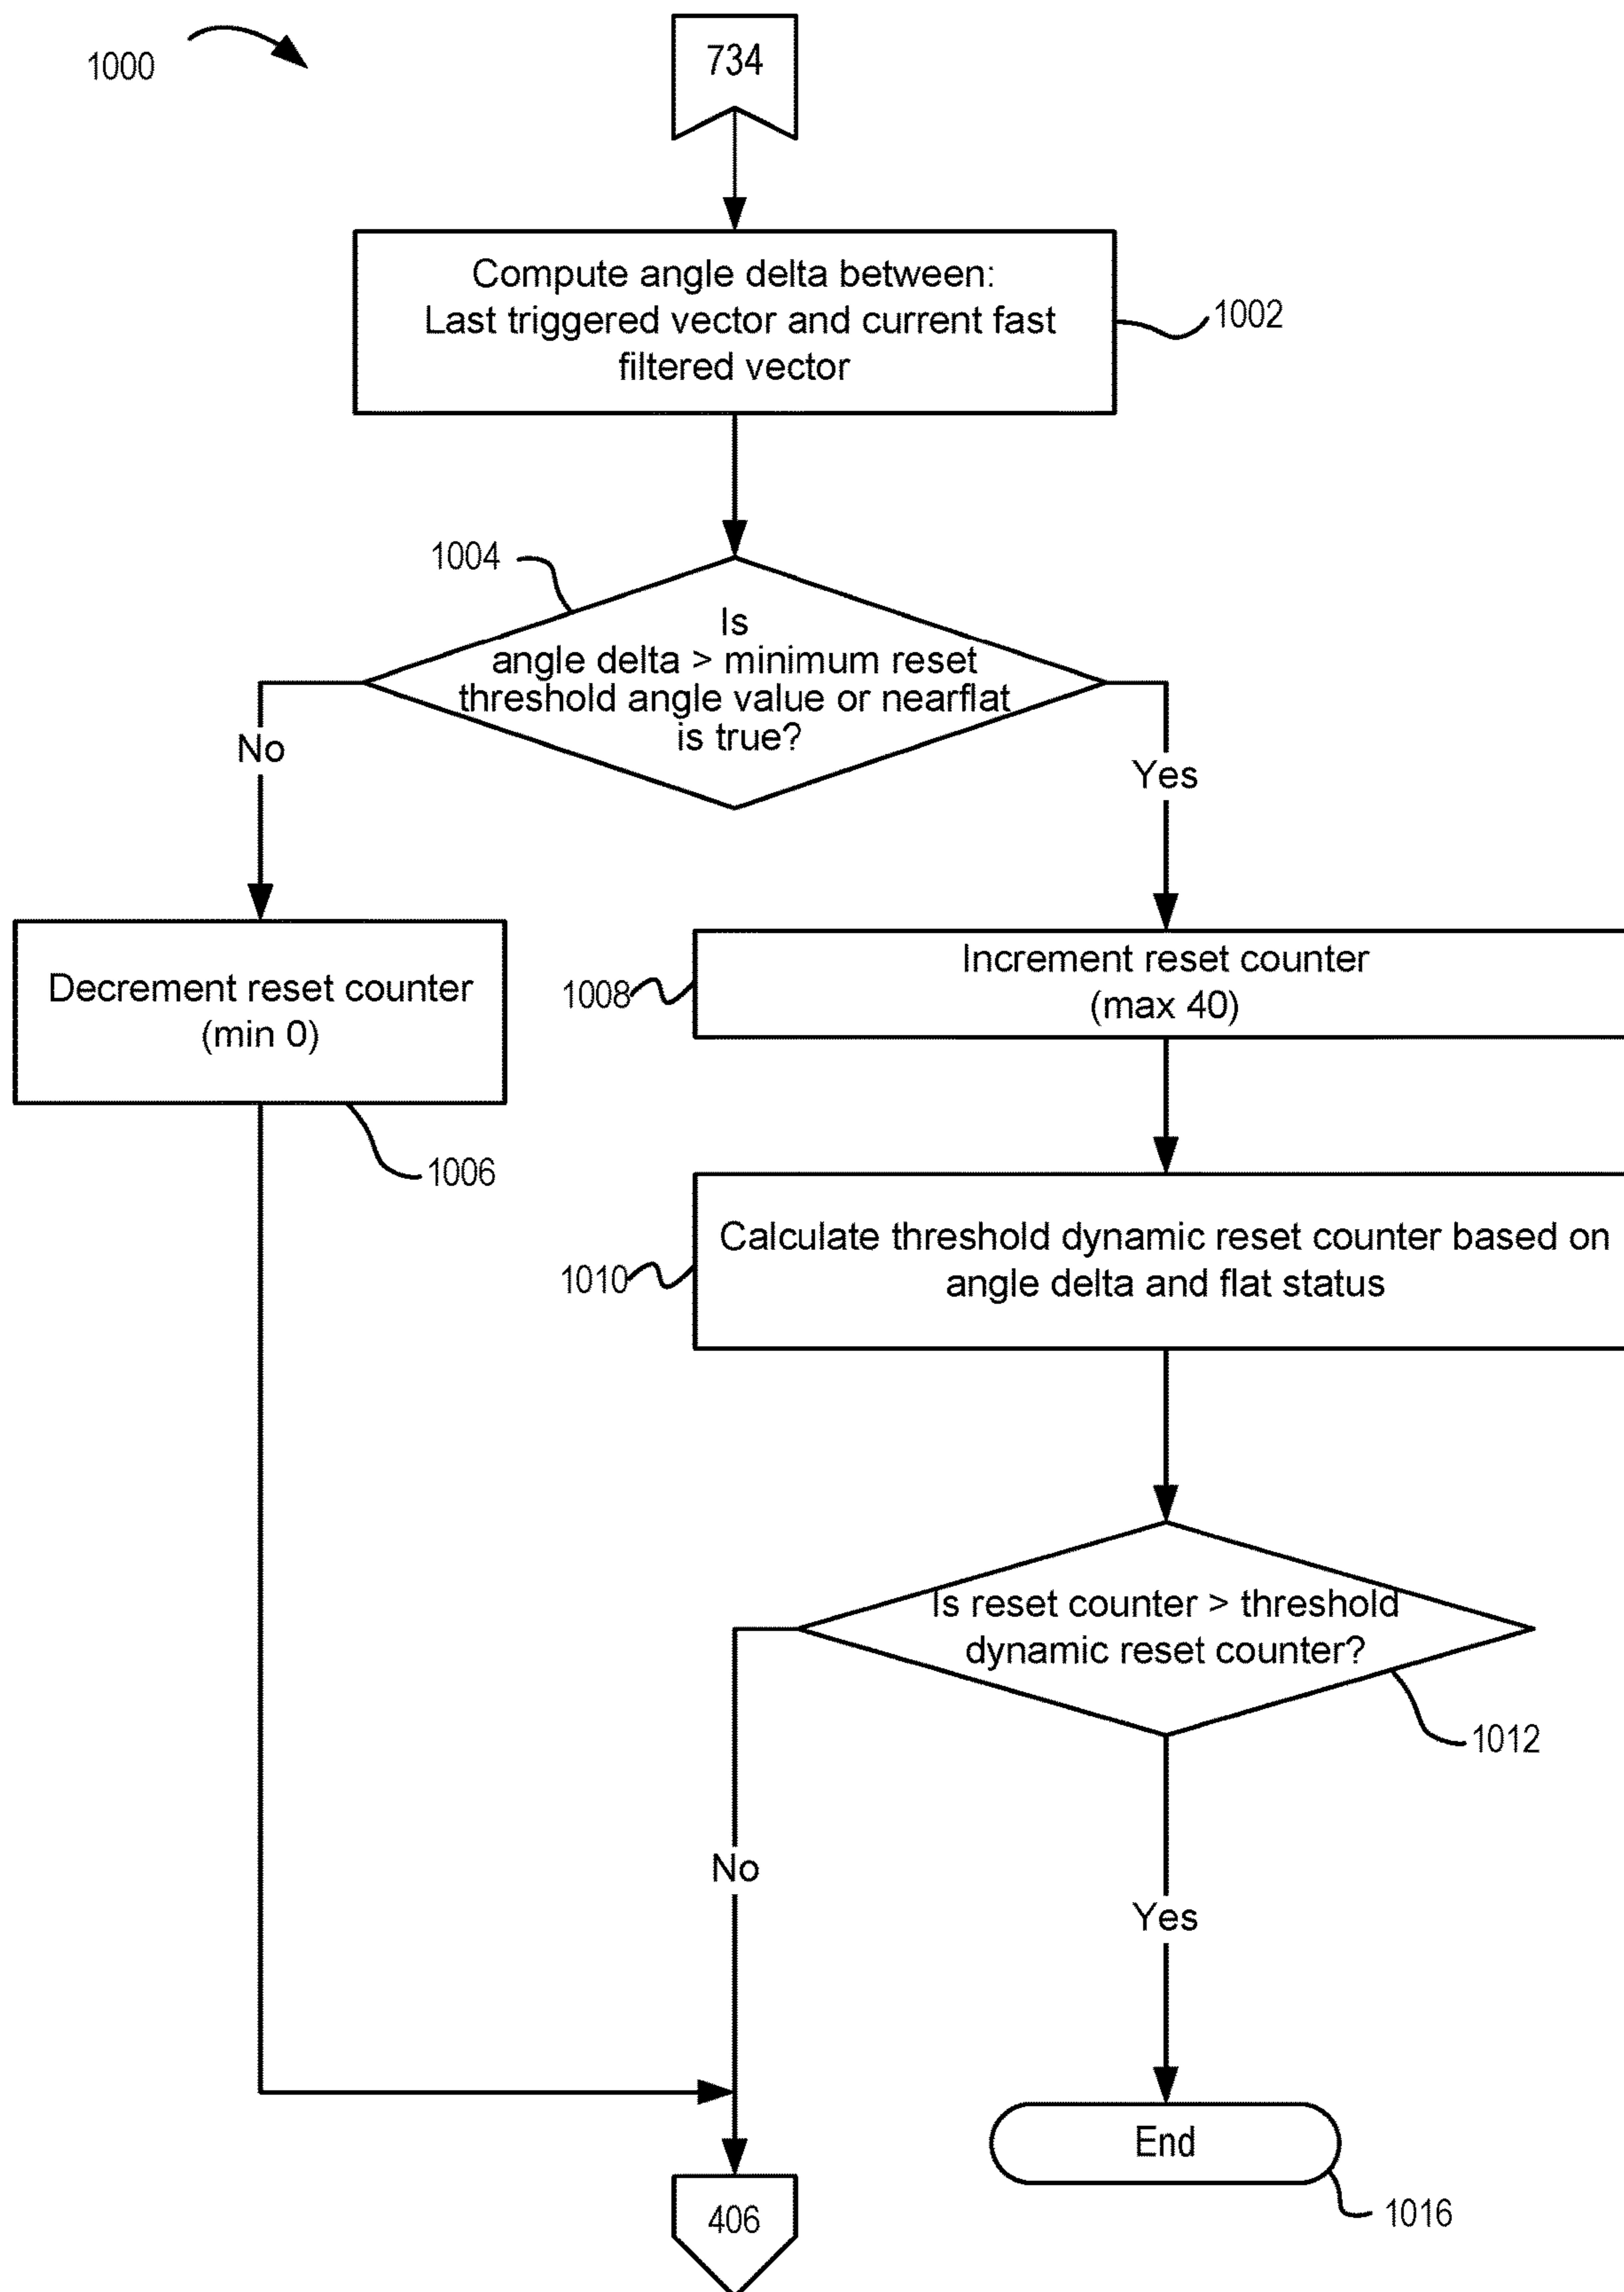 1000
734
Compute angle delta between:
Last triggered vector and current fast
filtered vector
1002
1004
Is
angle delta > minimum reset
threshold angle value or nearflat
is true?
No
Yes
Decrement reset counter
(min 0)
1006
Increment reset counter
(max 40)
1008
Calculate threshold dynamic reset counter based on
angle delta and flat status
1010
Is reset counter > threshold
dynamic reset counter?
1012
No
Yes
End
1016
406